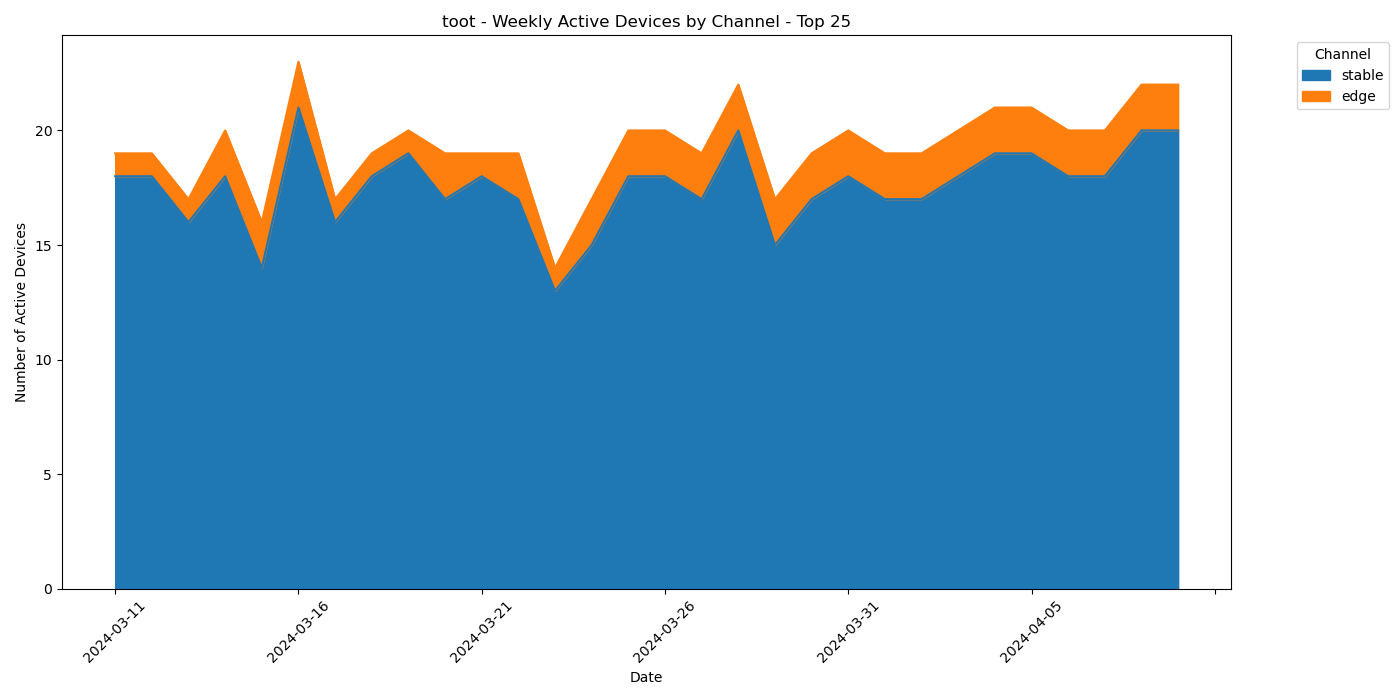 toot - Weekly Active Devices by Channel - Top 25
Channel
stable
edge
Number of Active Devices
20
15
10
5
0
2024-03-11
2024-03-16
2024-03-21
2024-03-26
2024-03-31
2024-04-05
Date